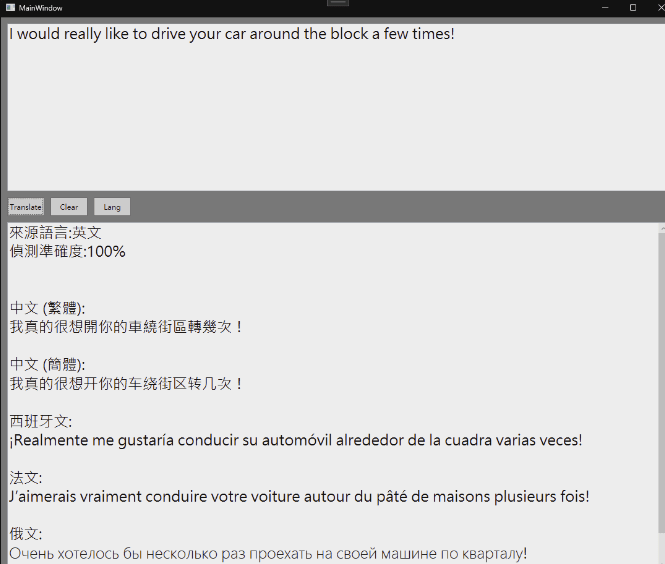 MainWindow
I would really like to drive your car around the block a few times!
Translate Clear Lang
來源語言:英文
偵測準確度:100%
中文 (繁體):
我真的很想開你的車繞街區轉幾次！
中文 (簡體):
我真的很想开你的车绕街区转几次！
西班牙文:
¡Realmente me gustaría conducir su automóvil alrededor de la cuadra varias veces!
法文:
J'aimerais vraiment conduire votre voiture autour du pâté de maisons plusieurs fois!
俄文:
Очень хотелось бы несколько раз проехать на своей машине по кварталу!